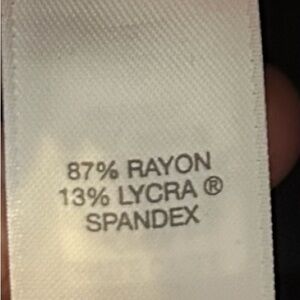 87% RAYON
13% LYCRA ®
SPANDEX